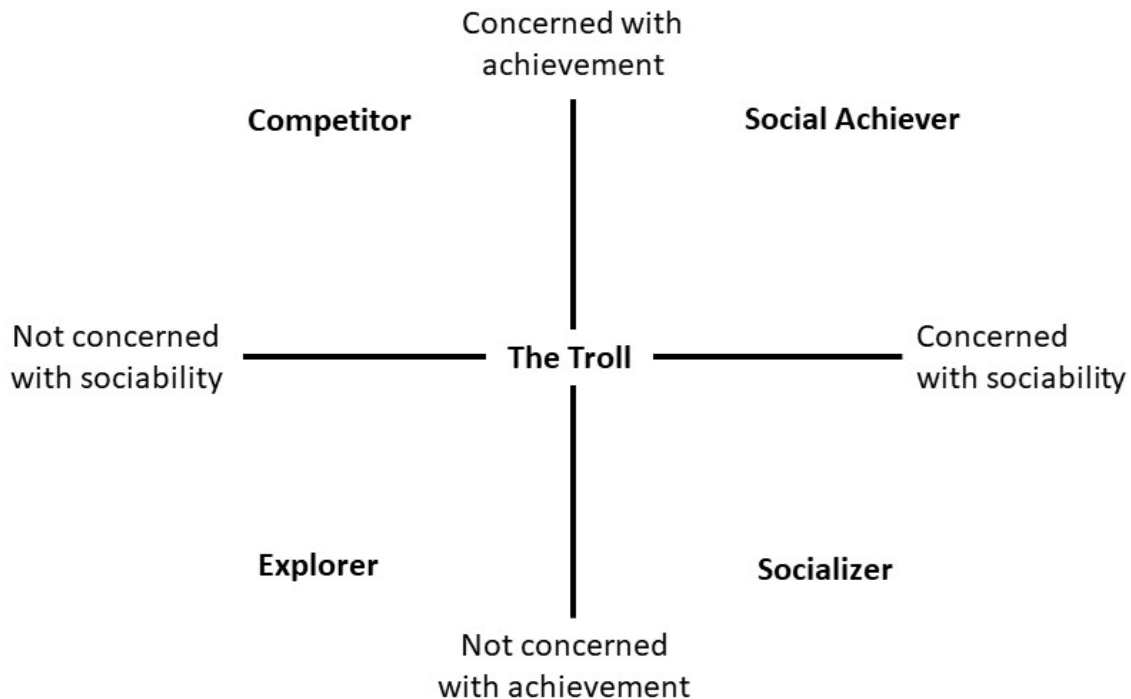 Concerned with
achievement
Competitor
Social Achiever
Not concerned
with sociability
The Troll
Concerned
with sociability
Explorer
Socializer
Not concerned
with achievement